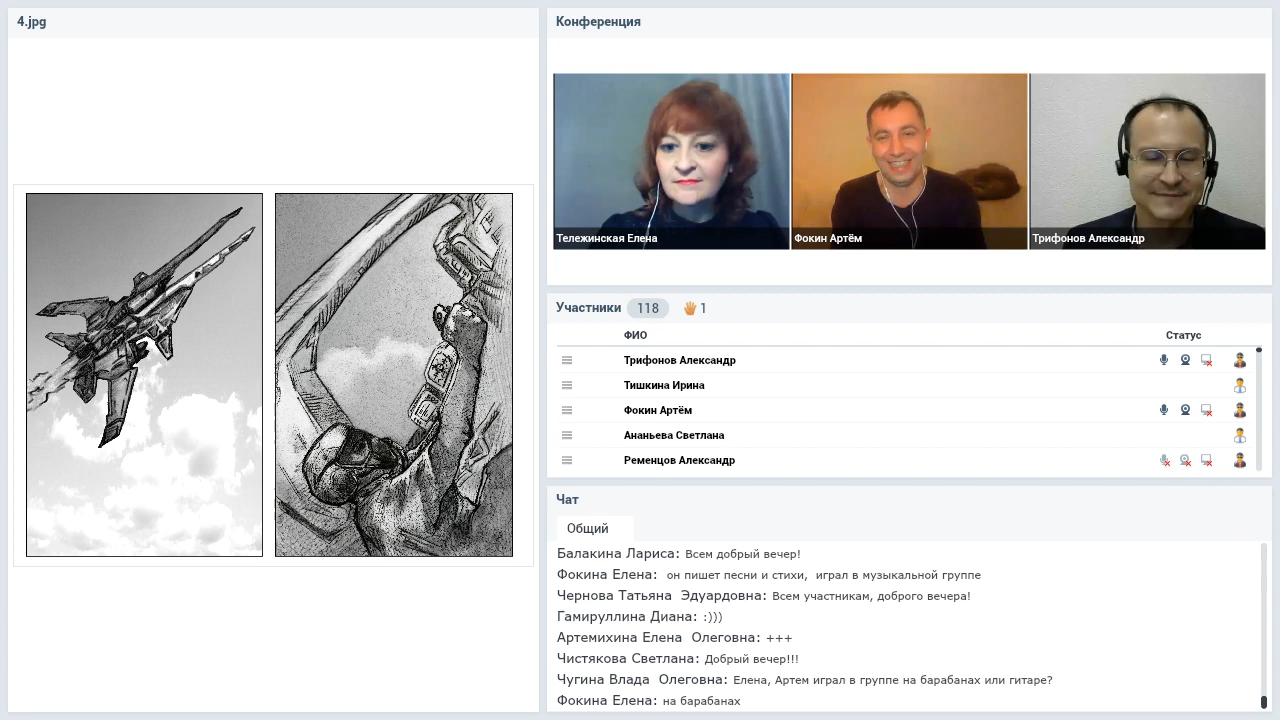 4.jpg
Конференция
Тележинская Елена
Фокин Артём
Трифонов Александр
Участники 118 1
ФИО Статус
Трифонов Александр
Тишкина Ирина
Фокин Артём
Ананьева Светлана
Ременцов Александр
Чат
Общий
Балакина Лариса: Всем добрый вечер!
Фокина Елена: он пишет песни и стихи, играл в музыкальной группе
Чернова Татьяна Эдуардовна: Всем участникам, доброго вечера!
Гамируллина Диана: :)))
Артемихина Елена Олеговна: +++
Чистякова Светлана: Добрый вечер!!!
Чугина Влада Олеговна: Елена, Артем играл в группе на барабанах или гитаре?
Фокина Елена: на барабанах